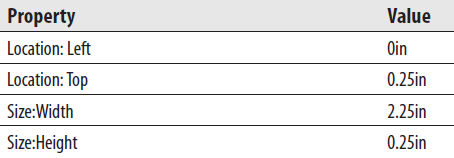 Property Value
Location: Left 0in
Location: Top 0.25in
Size:Width 2.25in
Size:Height 0.25in